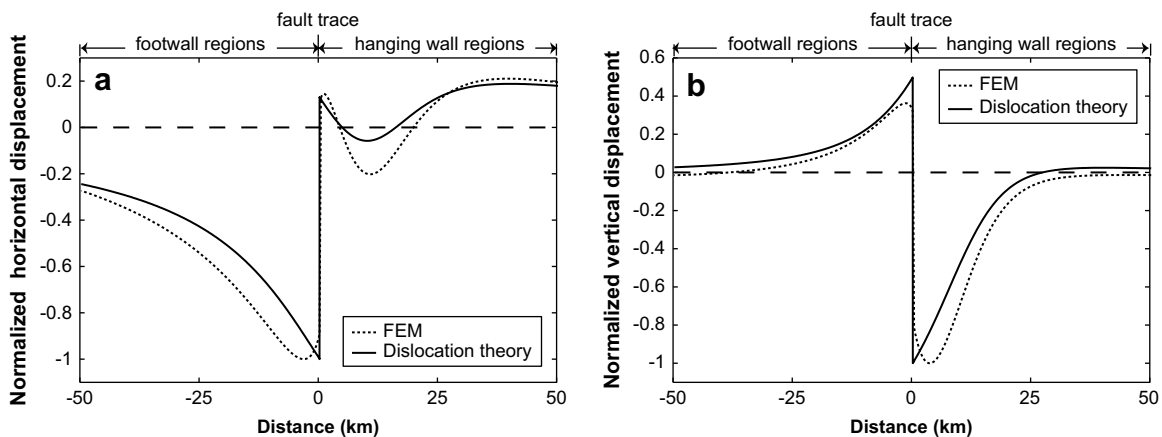 fault trace
footwall regions
hanging wall regions
a
0.2
0
-0.2
-0.4
-0.6
-0.8
-1
Normalized horizontal displacement
FEM
Dislocation theory
-50
-25
0
25
50
Distance (km)
fault trace
footwall regions
hanging wall regions
b
0.6
0.4
0.2
0
-0.2
-0.4
-0.6
-0.8
-1
Normalized vertical displacement
FEM
Dislocation theory
-50
-25
0
25
50
Distance (km)